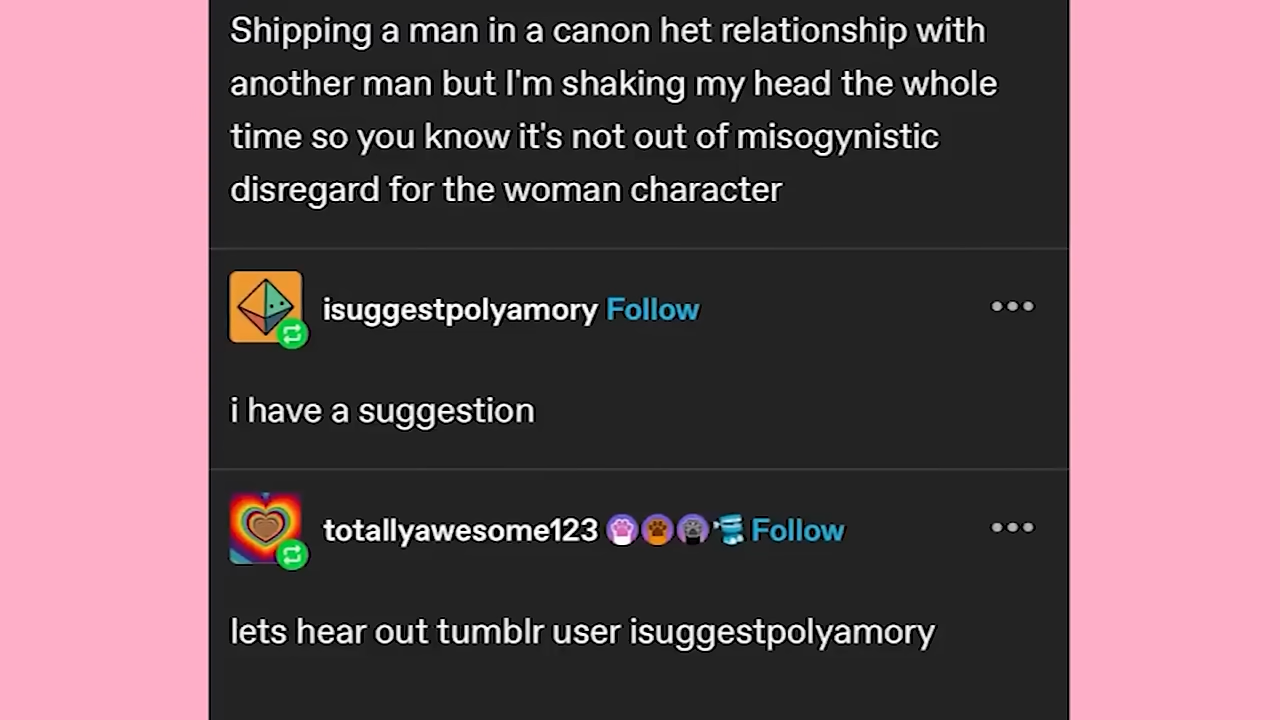 Shipping a man in a canon het relationship with
another man but I'm shaking my head the whole
time so you know it's not out of misogynistic
disregard for the woman character
isuggestpolyamory Follow
i have a suggestion
totallyawesome123 Follow
lets hear out tumblr user isuggestpolyamory